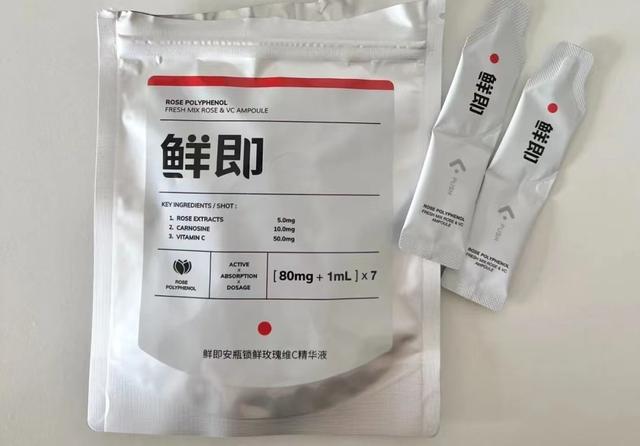 ROSE POLYPHENOL
FRESH MIX ROSE & VC AMPOULE
鲜即
KEY INGREDIENTS / SHOT :
1. ROSE EXTRACTS 5.0mg
2. CARNOSINE 10.0mg
3. VITAMIN C 50.0mg
ROSE
POLYPHENOL
ACTIVE
x
ABSORPTION
x
DOSAGE
[ 80mg + 1mL ] x 7
鲜即安瓶锁鲜玫瑰维C精华液
鲜即
PUSH
ROSE POLYPHENOL
FRESH MIX ROSE & VC
AMPOULE
鲜即
PUSH
ROSE POLYPHENOL
FRESH MIX ROSE & VC
AMPOULE